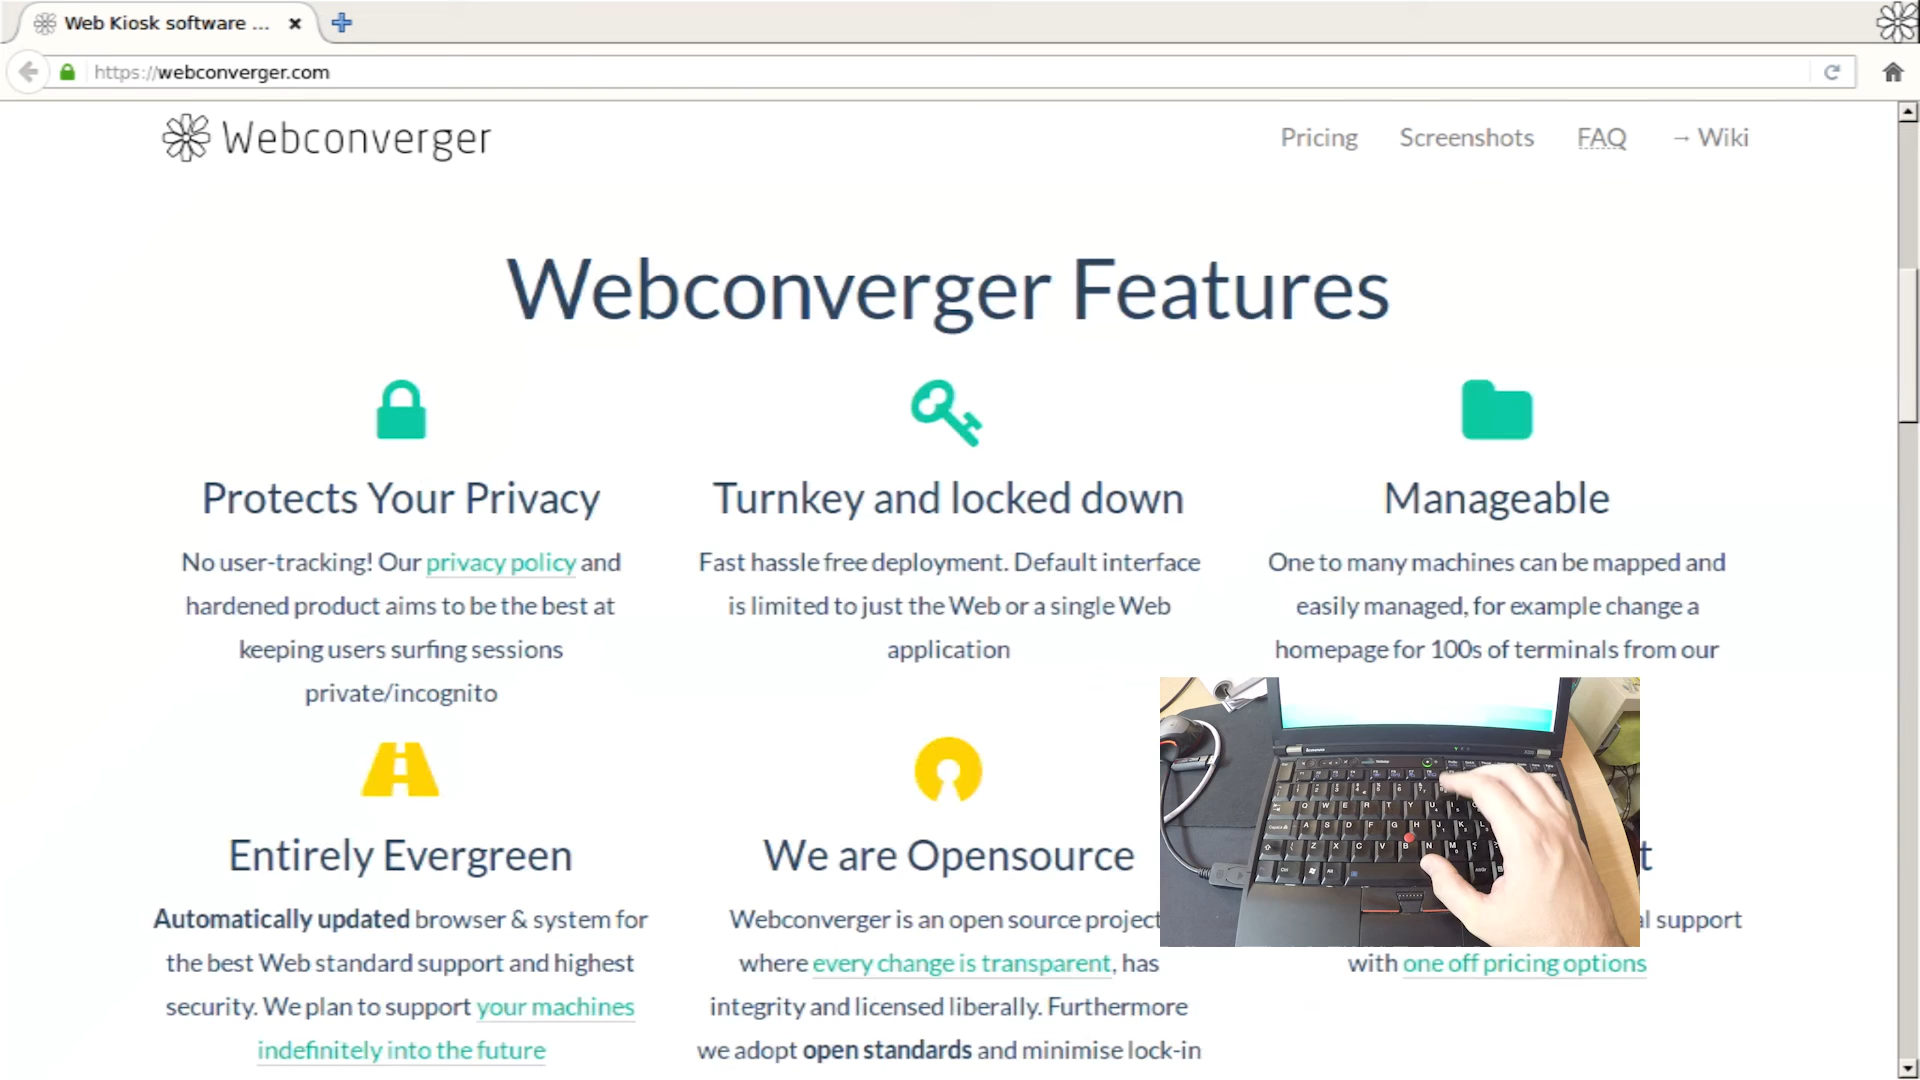 Web Kiosk software ...
https://webconverger.com
Webconverger
Pricing Screenshots FAQ → Wiki
Webconverger Features
Protects Your Privacy
No user-tracking! Our privacy policy and
hardened product aims to be the best at
keeping users surfing sessions
private/incognito
Turnkey and locked down
Fast hassle free deployment. Default interface
is limited to just the Web or a single Web
application
Manageable
One to many machines can be mapped and
easily managed, for example change a
homepage for 100s of terminals from our
Entirely Evergreen
Automatically updated browser & system for
the best Web standard support and highest
security. We plan to support your machines
indefinitely into the future
We are Opensource
Webconverger is an open source project
where every change is transparent, has
integrity and licensed liberally. Furthermore
we adopt open standards and minimise lock-in
t
al support
with one off pricing options
Q W E R T Y U I
A S D F G H J K L
Z X C V B N M